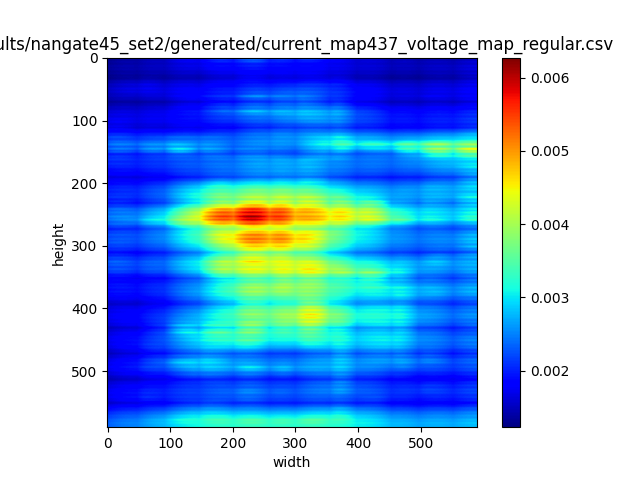 ults/nangate45_set2/generated/current_map437_voltage_map_regular.csv
0
100
200
300
400
500
height
0 100 200 300 400 500
width
0.006
0.005
0.004
0.003
0.002